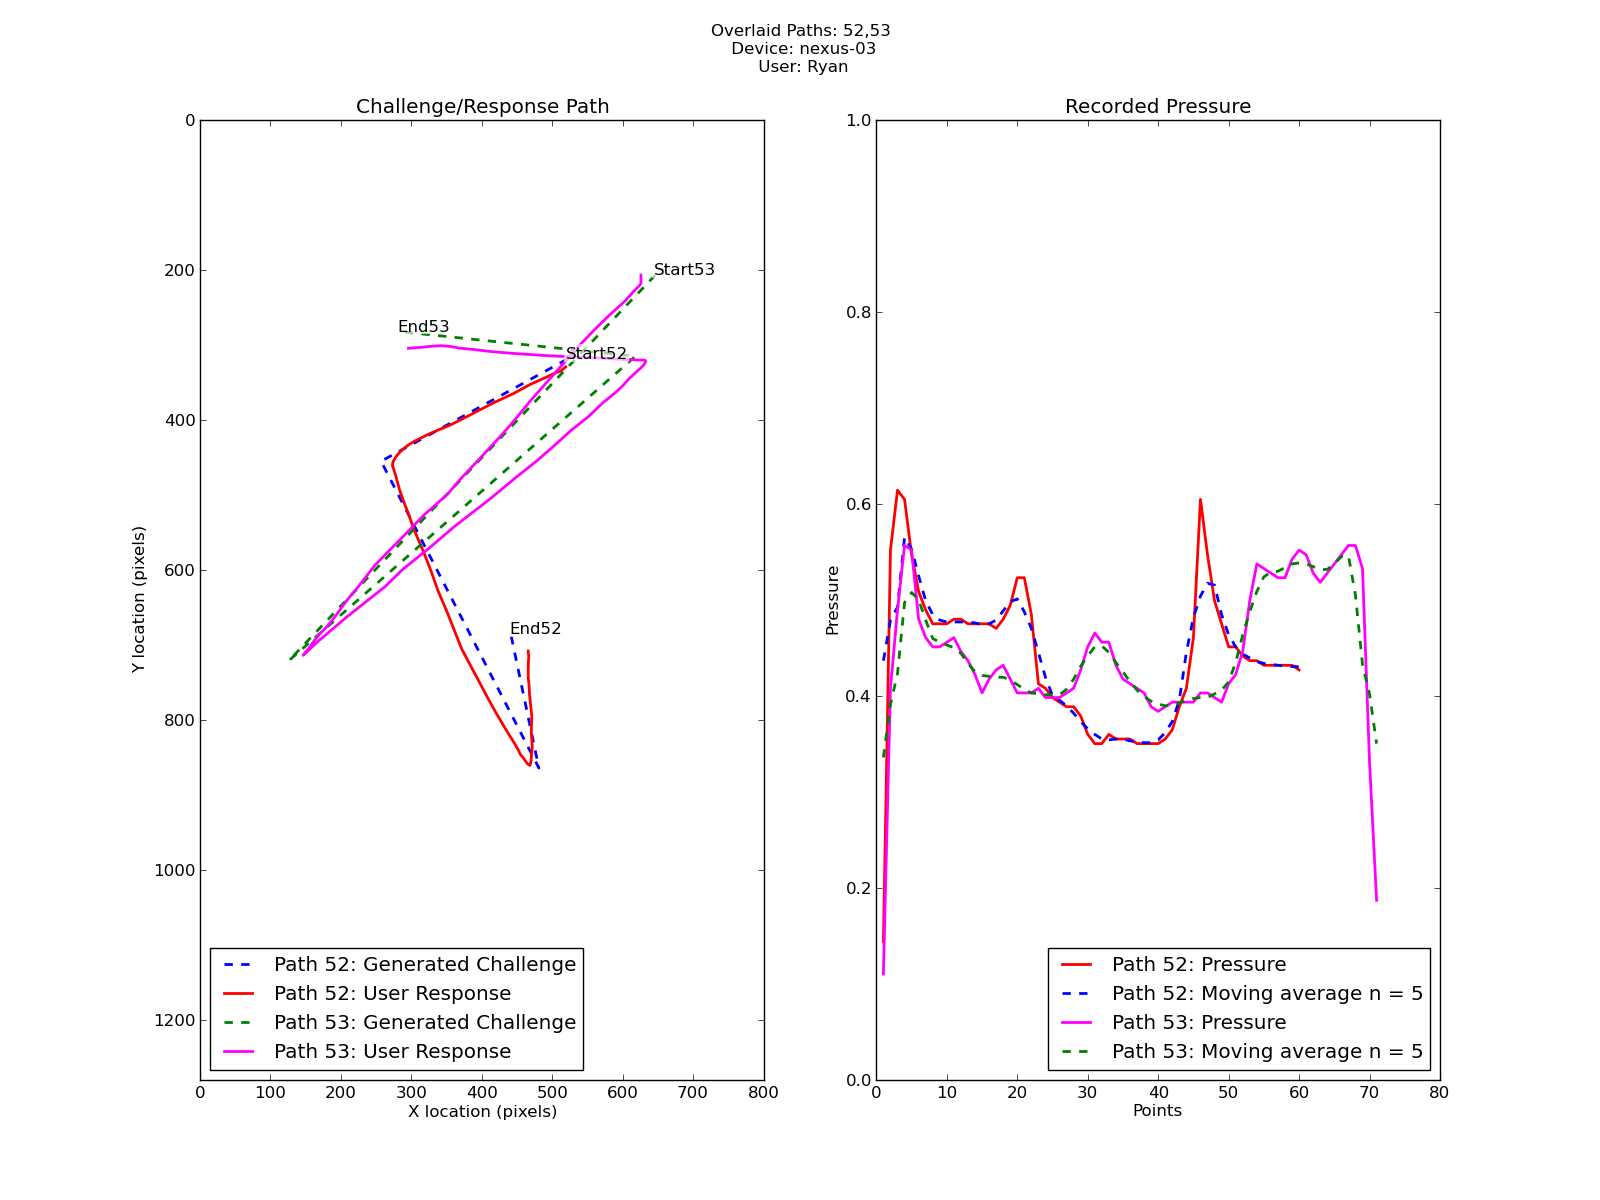 Overlaid Paths: 52,53
Device: nexus-03
User: Ryan
Challenge/Response Path
0
200
400
600
800
1000
1200
Y location (pixels)
Start53
End53
Start52
End52
Path 52: Generated Challenge
Path 52: User Response
Path 53: Generated Challenge
Path 53: User Response
0 100 200 300 400 500 600 700 800
X location (pixels)
Recorded Pressure
1.0
0.8
0.6
0.4
0.2
0.0
Pressure
Path 52: Pressure
Path 52: Moving average n = 5
Path 53: Pressure
Path 53: Moving average n = 5
0 10 20 30 40 50 60 70 80
Points